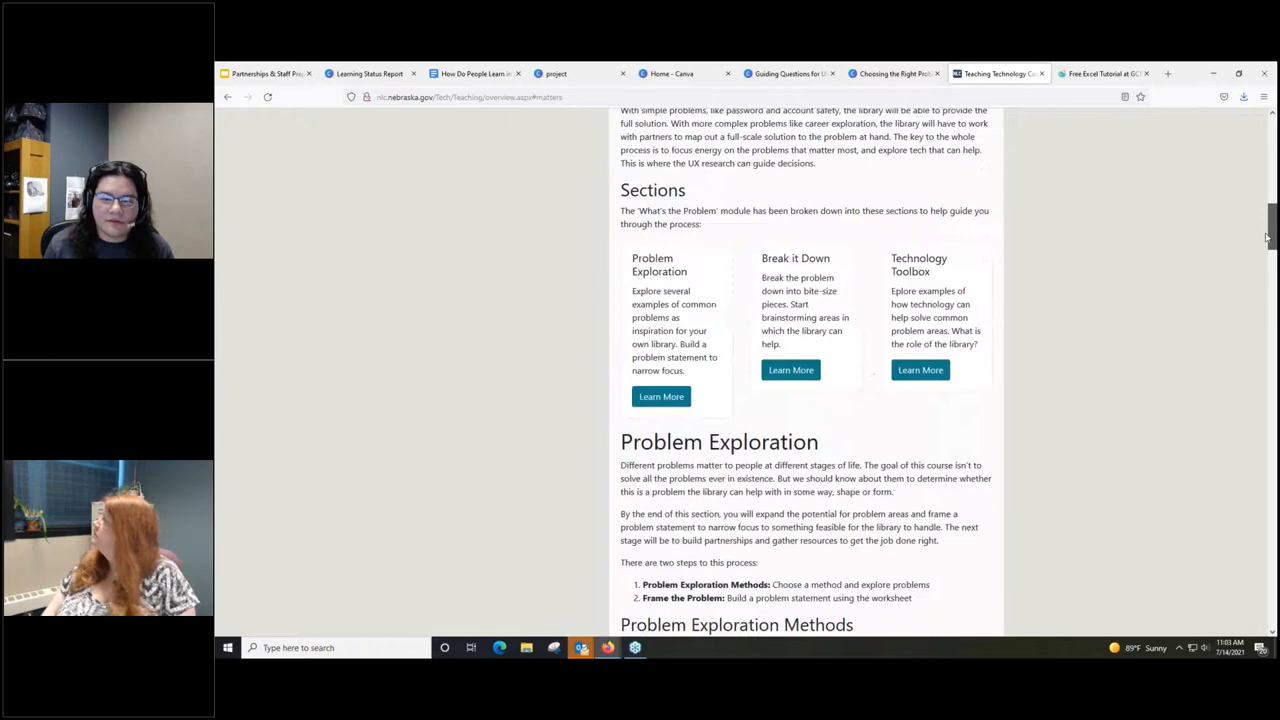 Partnerships & Staff Prep
Learning Status Report
How Do People Learn in
project
Home - Canva
Guiding Questions for U
Choosing the Right Pro
Teaching Technology Co
Free Excel Tutorial at GC
nlc.nebraska.gov/Tech/Teaching/overview.aspx#matters
With simple problems, like password and account safety, the library will be able to provide the
full solution. With more complex problems like career exploration, the library will have to work
with partners to map out a full-scale solution to the problem at hand. The key to the whole
process is to focus energy on the problems that matter most, and explore tech that can help.
This is where the UX research can guide decisions.
Sections
The 'What's the Problem' module has been broken down into these sections to help guide you
through the process:
Problem
Exploration
Explore several
examples of common
problems as
inspiration for your
own library. Build a
problem statement to
narrow focus.
Learn More
Break it Down
Break the problem
down into bite-size
pieces. Start
brainstorming areas in
which the library can
help.
Learn More
Technology
Toolbox
Eplore examples of
how technology can
help solve common
problem areas. What is
the role of the library?
Learn More
Problem Exploration
Different problems matter to people at different stages of life. The goal of this course isn't to
solve all the problems ever in existence. But we should know about them to determine whether
this is a problem the library can help with in some way, shape or form.
By the end of this section, you will expand the potential for problem areas and frame a
problem statement to narrow focus to something feasible for the library to handle. The next
stage will be to build partnerships and gather resources to get the job done right.
There are two steps to this process:
1. Problem Exploration Methods: Choose a method and explore problems
2. Frame the Problem: Build a problem statement using the worksheet
Problem Exploration Methods
Type here to search
89°F Sunny
11:03 AM
7/14/2021
20